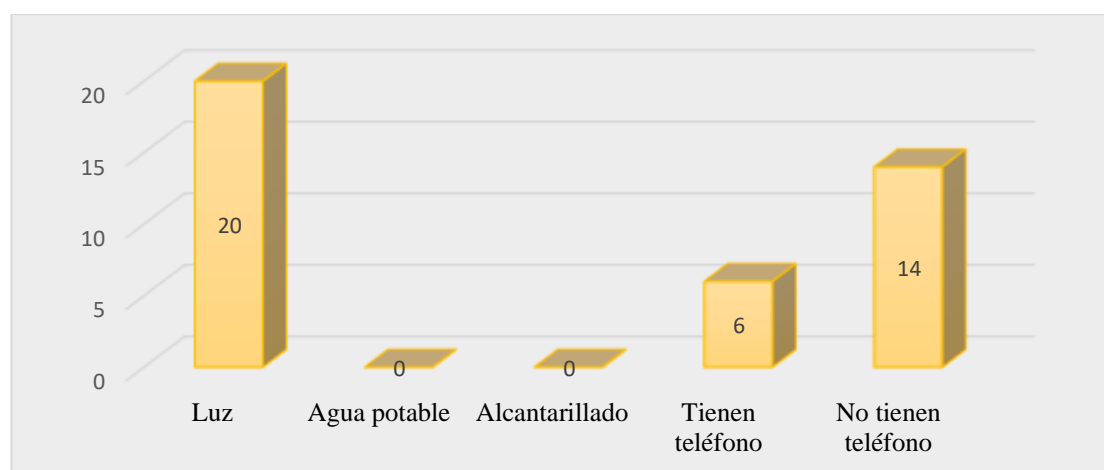 20
15
10
5
0
20
0
0
6
14
Luz
Agua potable
Alcantarillado
Tienen
teléfono
No tienen
teléfono